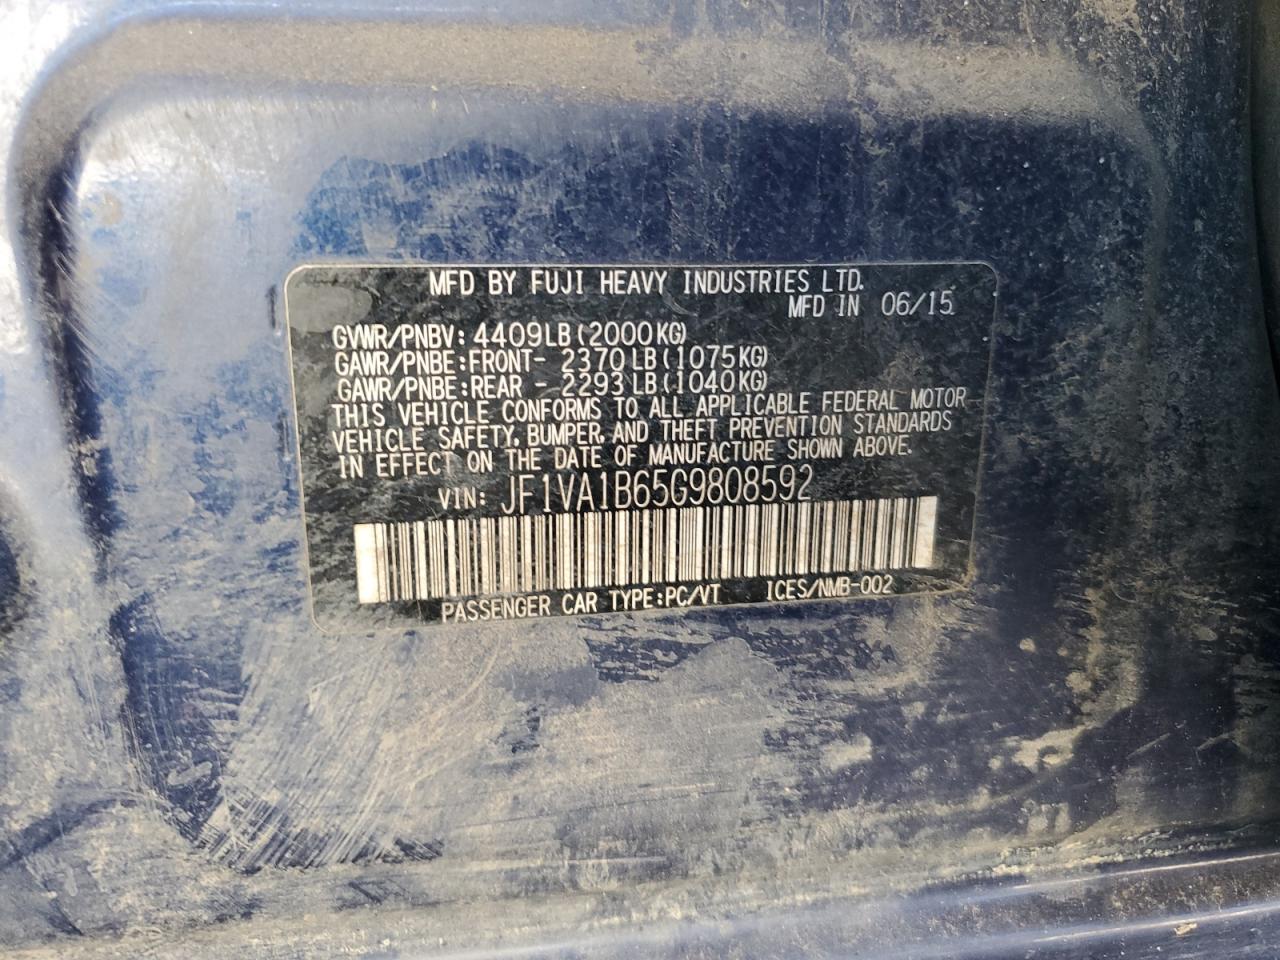 MFD BY FUJI HEAVY INDUSTRIES LTD.
MFD IN 06/15
GVWR/PNBV: 4409LB(2000KG)
GAWR/PNBE:FRONT- 2370LB(1075KG)
GAWR/PNBE:REAR - 2293LB(1040KG)
THIS VEHICLE CONFORMS TO ALL APPLICABLE FEDERAL MOTOR
VEHICLE SAFETY, BUMPER, AND THEFT PREVENTION STANDARDS
IN EFFECT ON THE DATE OF MANUFACTURE SHOWN ABOVE.
VIN: JF1VA1B65G9808592
PASSENGER CAR TYPE:PC/VT ICES/NMB-002